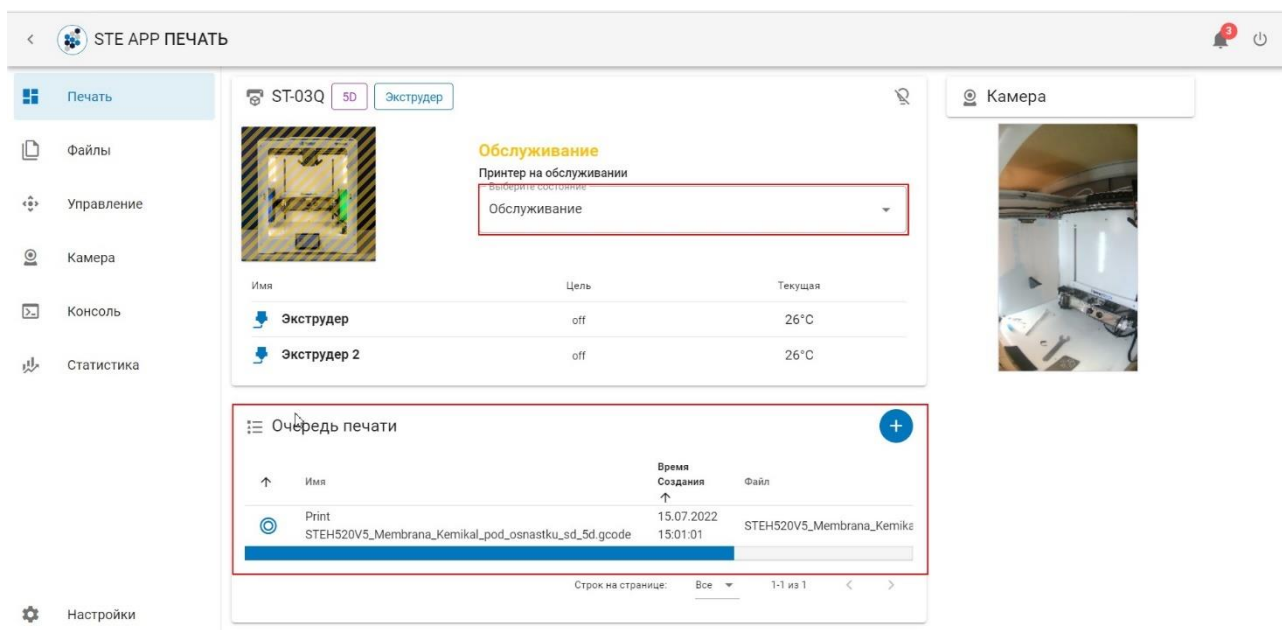 STE APP ПЕЧАТЬ
3
Печать
Файлы
Управление
Камера
Консоль
Статистика
Настройки
ST-03Q 5D Экструдер
Обслуживание
Принтер на обслуживании
Выберите состояние
Обслуживание
Имя Цель Текущая
Экструдер off 26°C
Экструдер 2 off 26°C
Очередь печати
Имя Время Создания Файл
Print
STEH520V5_Membrana_Kemikal_pod_osnastku_sd_5d.gcode
15.07.2022
15:01:01
STEH520V5_Membrana_Kemika
Строк на странице: Все 1-1 из 1
Камера